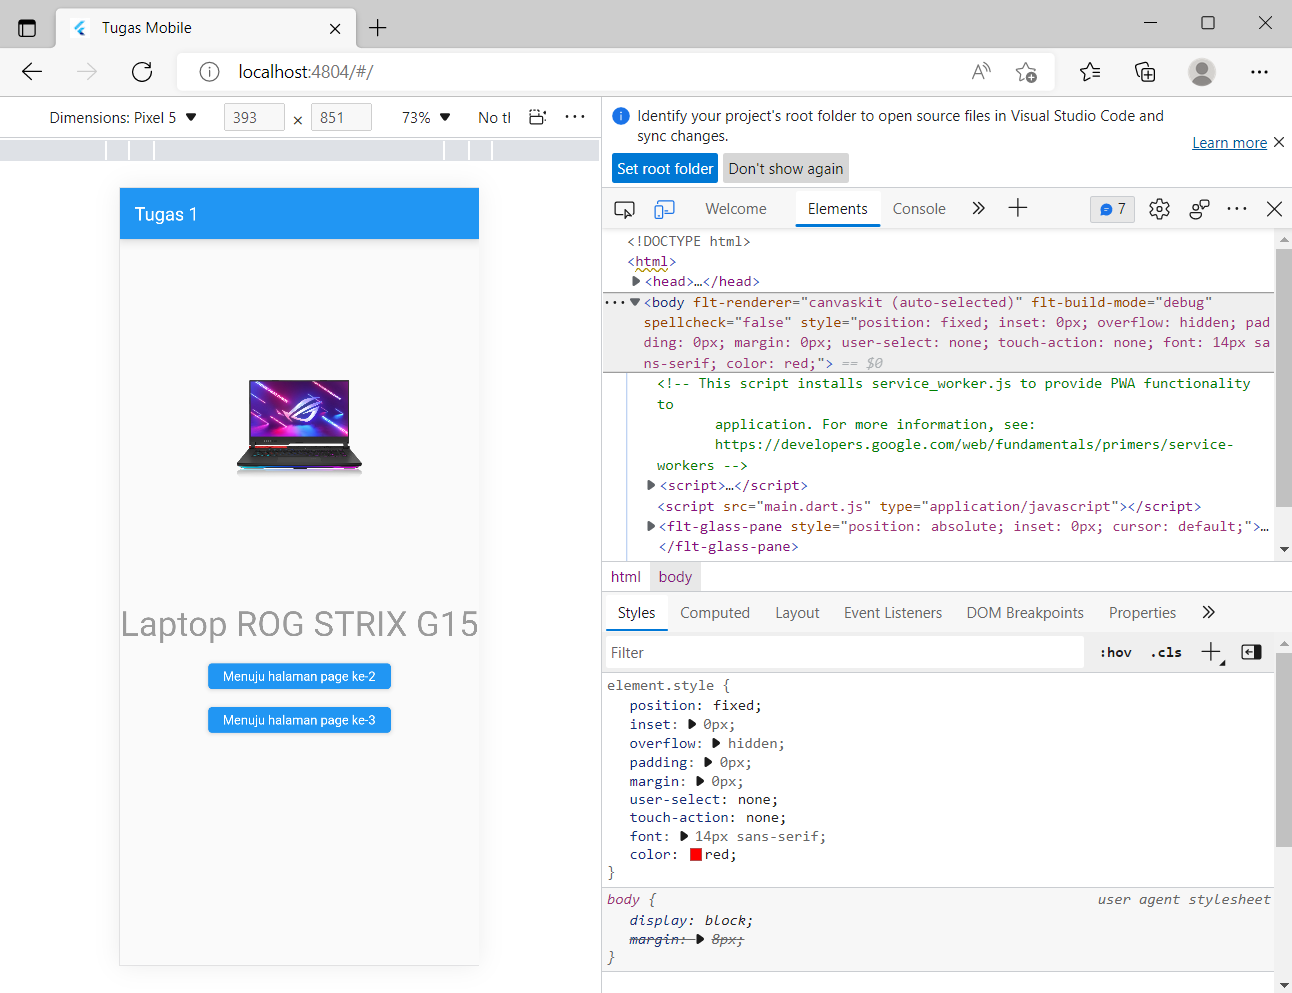 Tugas Mobile
localhost:4804/#/
Dimensions: Pixel 5
393 × 851
73%
No tl
Identify your project's root folder to open source files in Visual Studio Code and
sync changes.
Learn more
Set root folder
Don't show again
Welcome
Elements
Console
7
<!DOCTYPE html>
<html>
<head>…</head>
<body flt-renderer="canvaskit (auto-selected)" flt-build-mode="debug"
spellcheck="false" style="position: fixed; inset: 0px; overflow: hidden; pad
ding: 0px; margin: 0px; user-select: none; touch-action: none; font: 14px sa
ns-serif; color: red;"> == $0
<!-- This script installs service_worker.js to provide PWA functionality
to
application. For more information, see:
https://developers.google.com/web/fundamentals/primers/service-
workers -->
<script>…</script>
<script src="main.dart.js" type="application/javascript"></script>
<flt-glass-pane style="position: absolute; inset: 0px; cursor: default;">…
</flt-glass-pane>
html
body
Styles
Computed
Layout
Event Listeners
DOM Breakpoints
Properties
Filter
:hov
.cls
element.style {
position: fixed;
inset: 0px;
overflow: hidden;
padding: 0px;
margin: 0px;
user-select: none;
touch-action: none;
font: 14px sans-serif;
color: red;
}
body {
user agent stylesheet
display: block;
margin: 8px;
}
Tugas 1
Laptop ROG STRIX G15
Menuju halaman page ke-2
Menuju halaman page ke-3